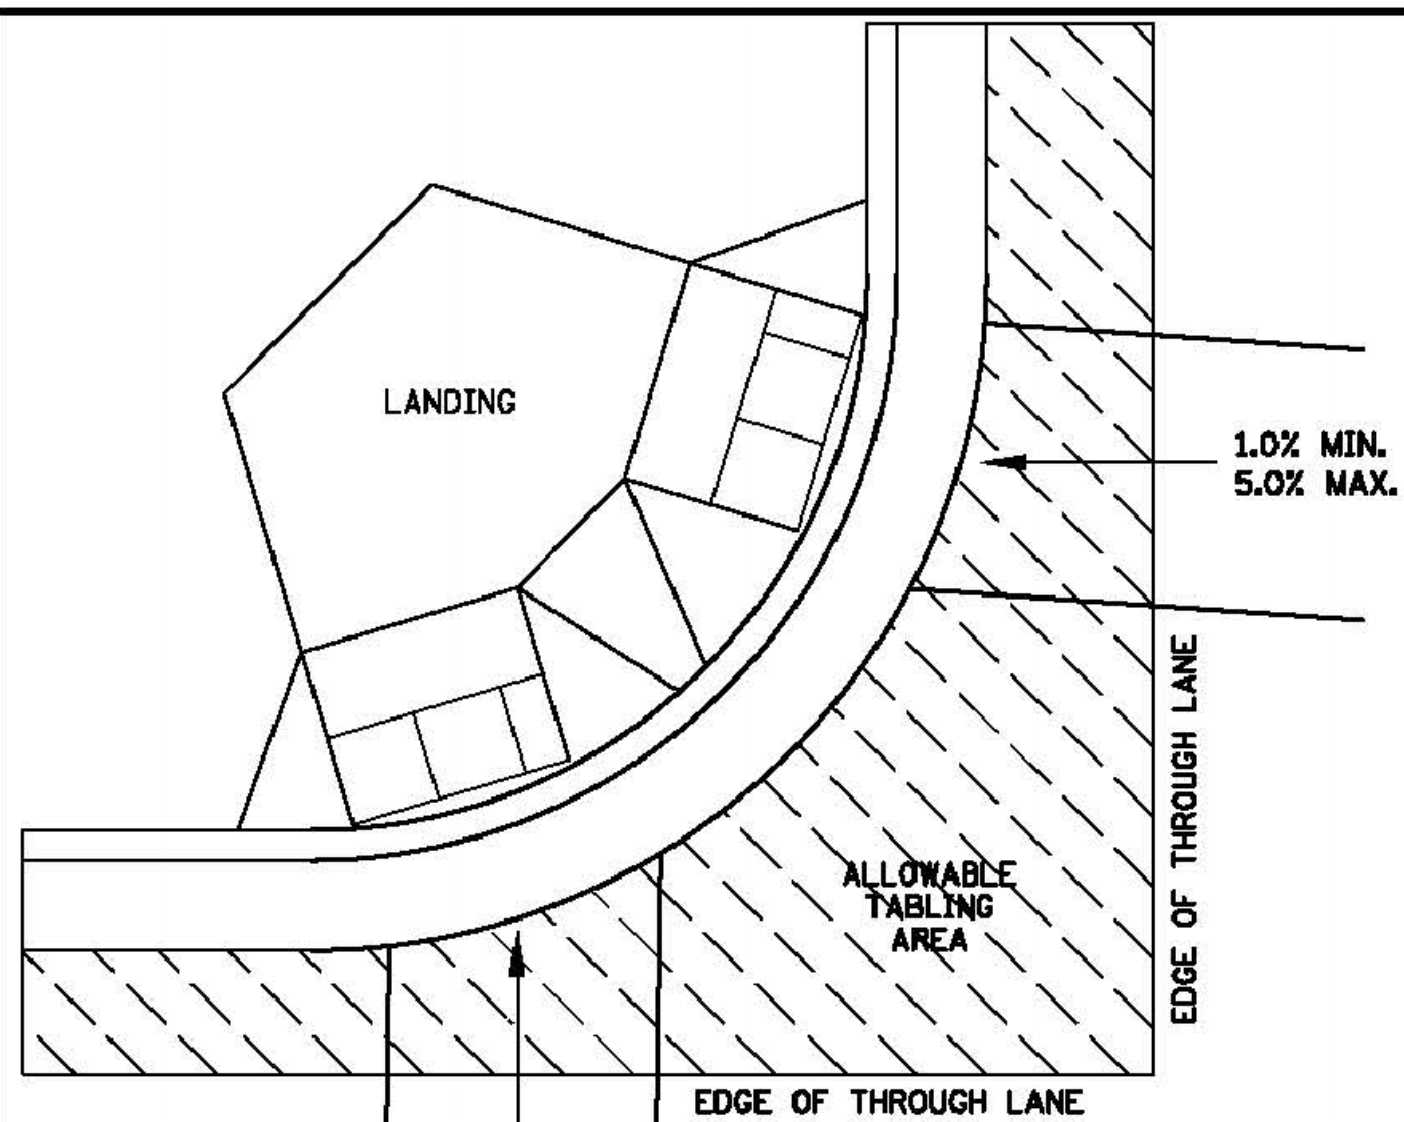 LANDING
1.0% MIN.
5.0% MAX.
EDGE OF THROUGH LANE
ALLOWABLE
TABLING
AREA
EDGE OF THROUGH LANE